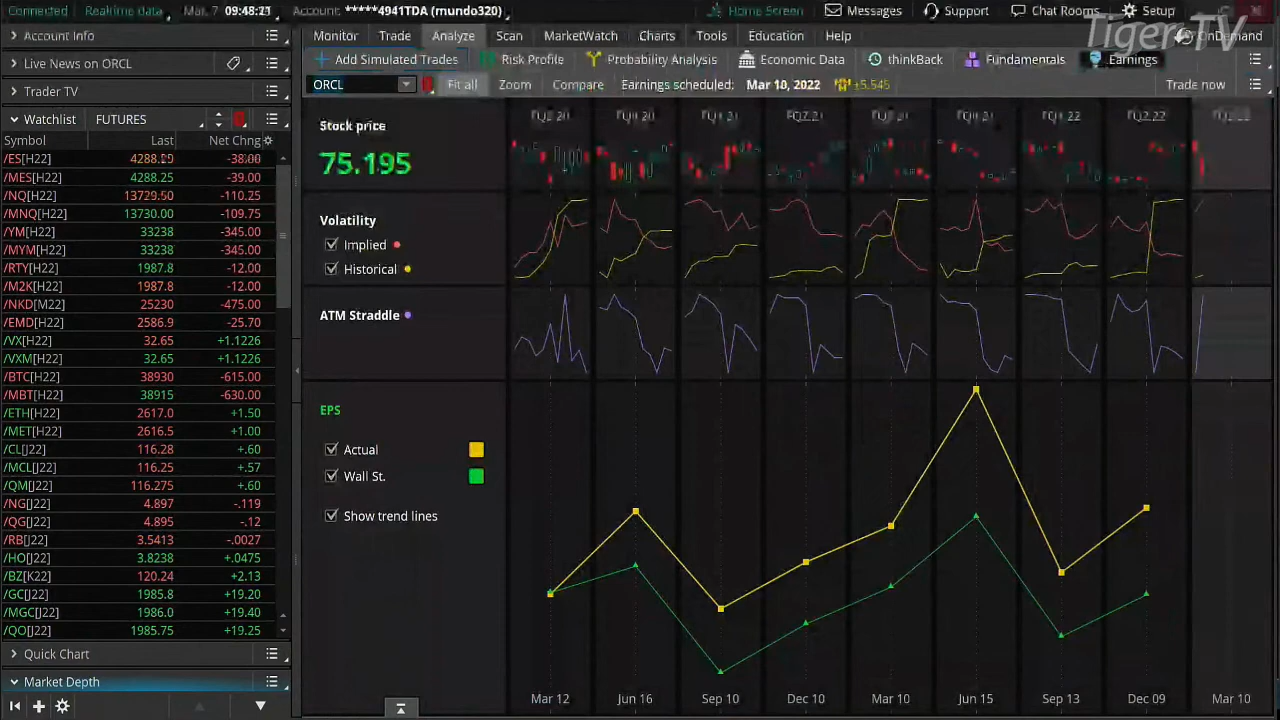 Connected Realtime data Mar. 7 09:48:23 Account: *****4941TDA (mundo320) Home Screen Messages Support Chat Rooms Setup
TigerTV
OnDemand
Account Info
Live News on ORCL
Trader TV
Watchlist FUTURES
Symbol Last Net Chng
/ES[H22] 4288.29 -38.00
/MES[H22] 4288.25 -39.00
/NQ[H22] 13729.50 -110.25
/MNQ[H22] 13730.00 -109.75
/YM[H22] 33238 -345.00
/MYM[H22] 33238 -345.00
/RTY[H22] 1987.8 -12.00
/M2K[H22] 1987.8 -12.00
/NKD[M22] 25230 -475.00
/EMD[H22] 2586.9 -25.70
/VX[H22] 32.65 +1.1226
/VXM[H22] 32.65 +1.1226
/BTC[H22] 38930 -615.00
/MBT[H22] 38915 -630.00
/ETH[H22] 2617.0 +1.50
/MET[H22] 2616.5 +1.00
/CL[J22] 116.28 +.60
/MCL[J22] 116.25 +.57
/QM[J22] 116.275 +.60
/NG[J22] 4.897 -.119
/QG[J22] 4.895 -.12
/RB[J22] 3.5413 -.0027
/HO[J22] 3.8238 +.0475
/BZ[K22] 120.24 +2.13
/GC[J22] 1985.8 +19.20
/MGC[J22] 1986.0 +19.40
/QO[J22] 1985.75 +19.25
Quick Chart
Market Depth
Monitor Trade Analyze Scan MarketWatch Charts Tools Education Help
Add Simulated Trades Risk Profile Probability Analysis Economic Data thinkBack Fundamentals Earnings
ORCL Fit all Zoom Compare Earnings scheduled: Mar 10, 2022 ±5.545 Trade now
Stock price
75.195
Volatility
Implied
Historical
ATM Straddle
EPS
Actual
Wall St.
Show trend lines
Mar 12 Jun 16 Sep 10 Dec 10 Mar 10 Jun 15 Sep 13 Dec 09 Mar 10